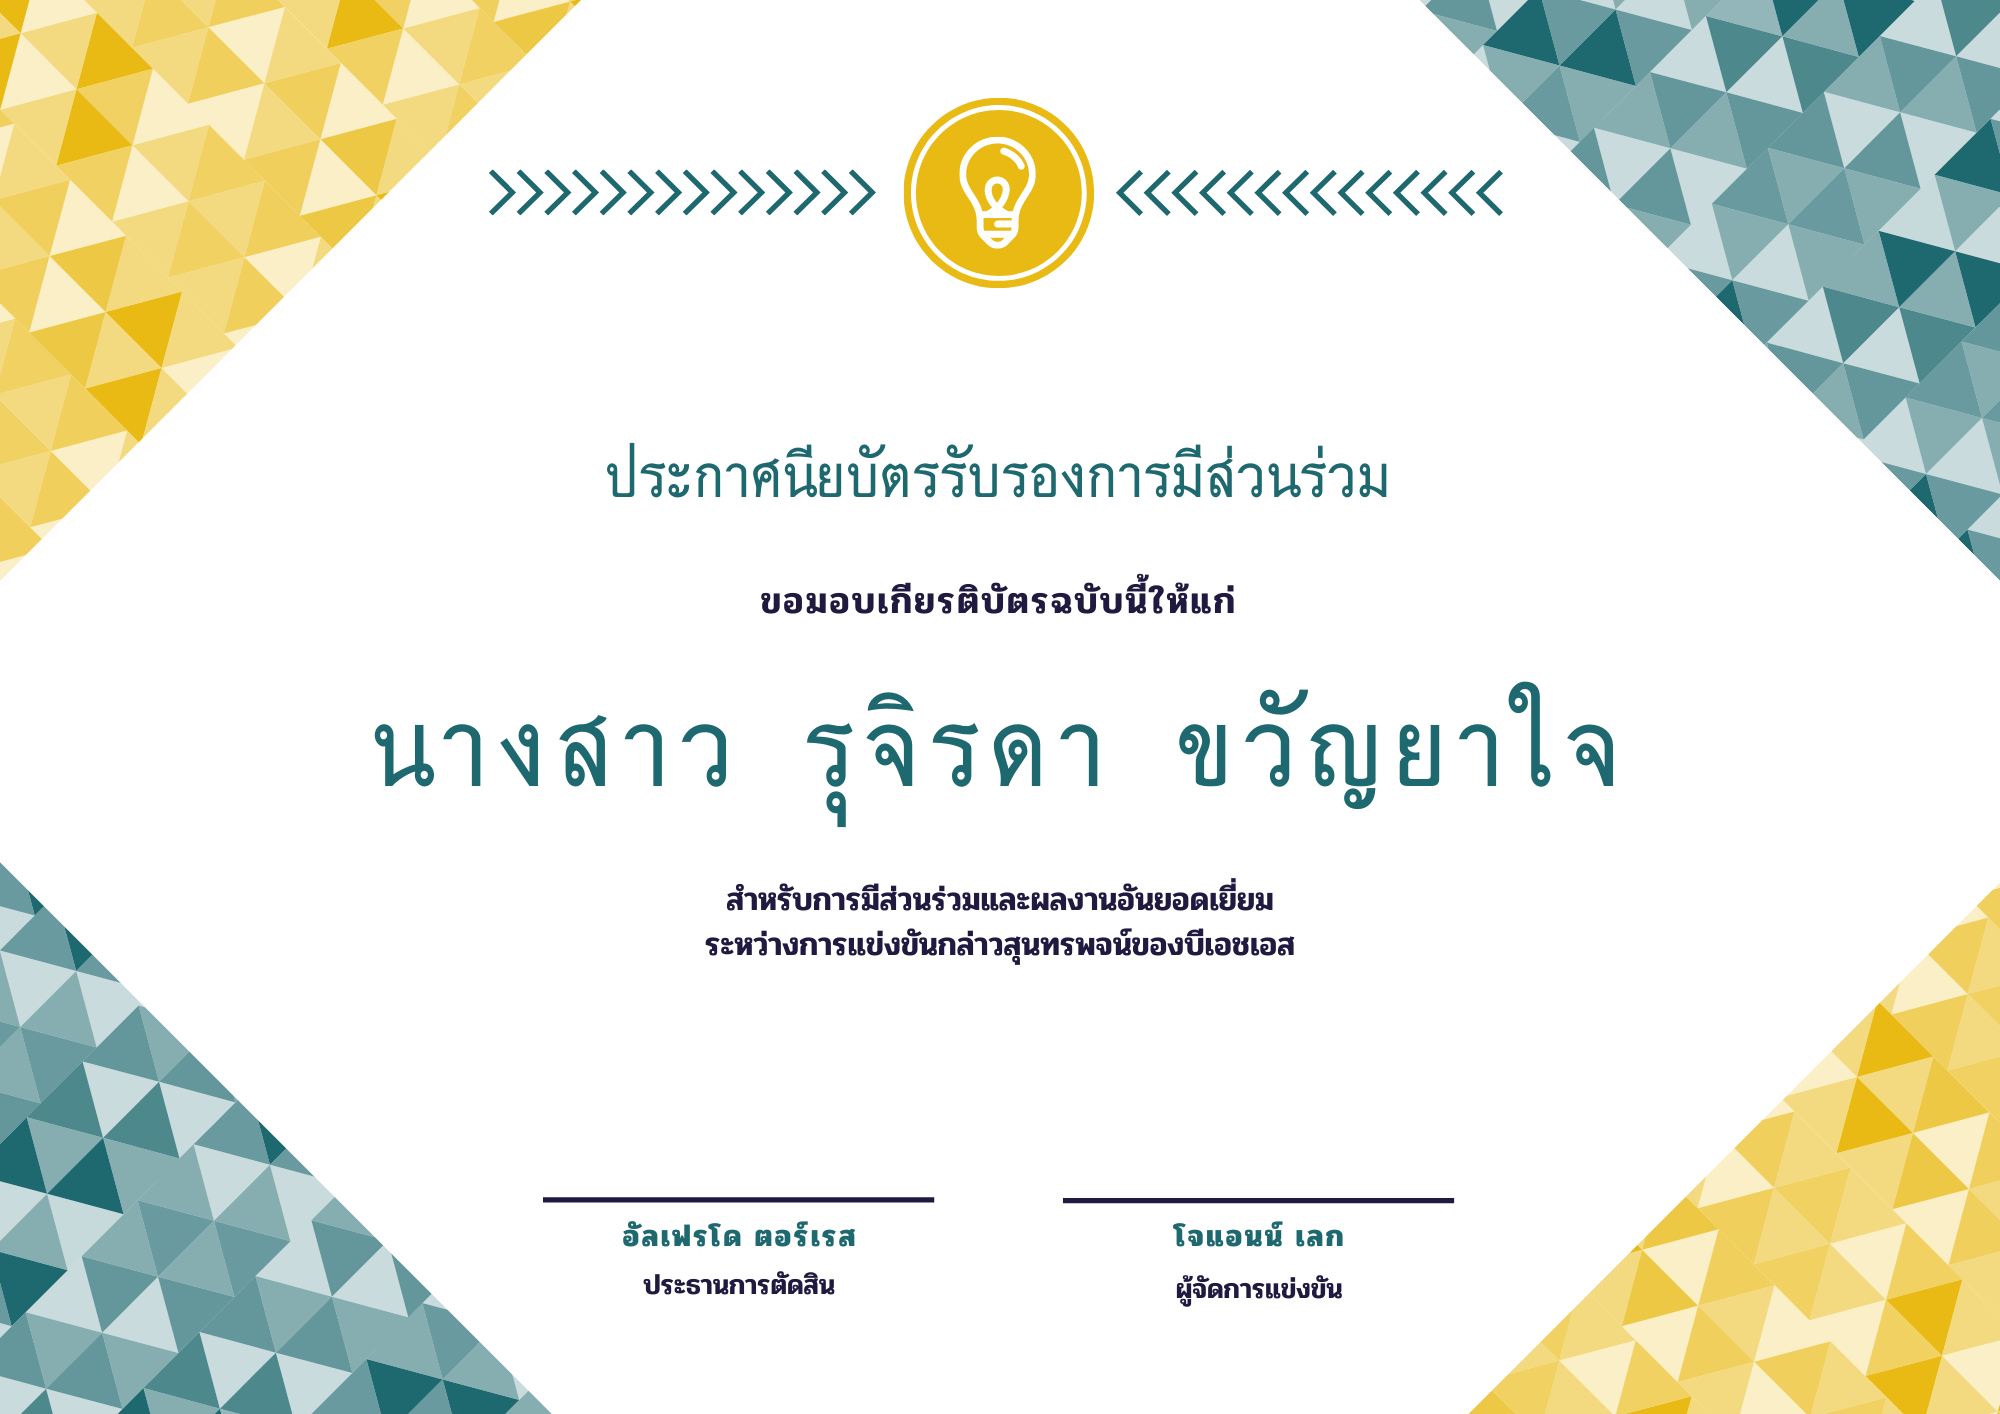 ประกาศนียบัตรรับรองการมีส่วนร่วม
ขอมอบเกียรติบัตรฉบับนี้ให้แก่
นางสาว รุจิรดา ขวัญยาใจ
สำหรับการมีส่วนร่วมและผลงานอันยอดเยี่ยม
ระหว่างการแข่งขันกล่าวสุนทรพจน์ของบีเอชเอส
อัลเฟรโด ตอร์เรส
ประธานการตัดสิน
โจแอนน์ เลก
ผู้จัดการแข่งขัน